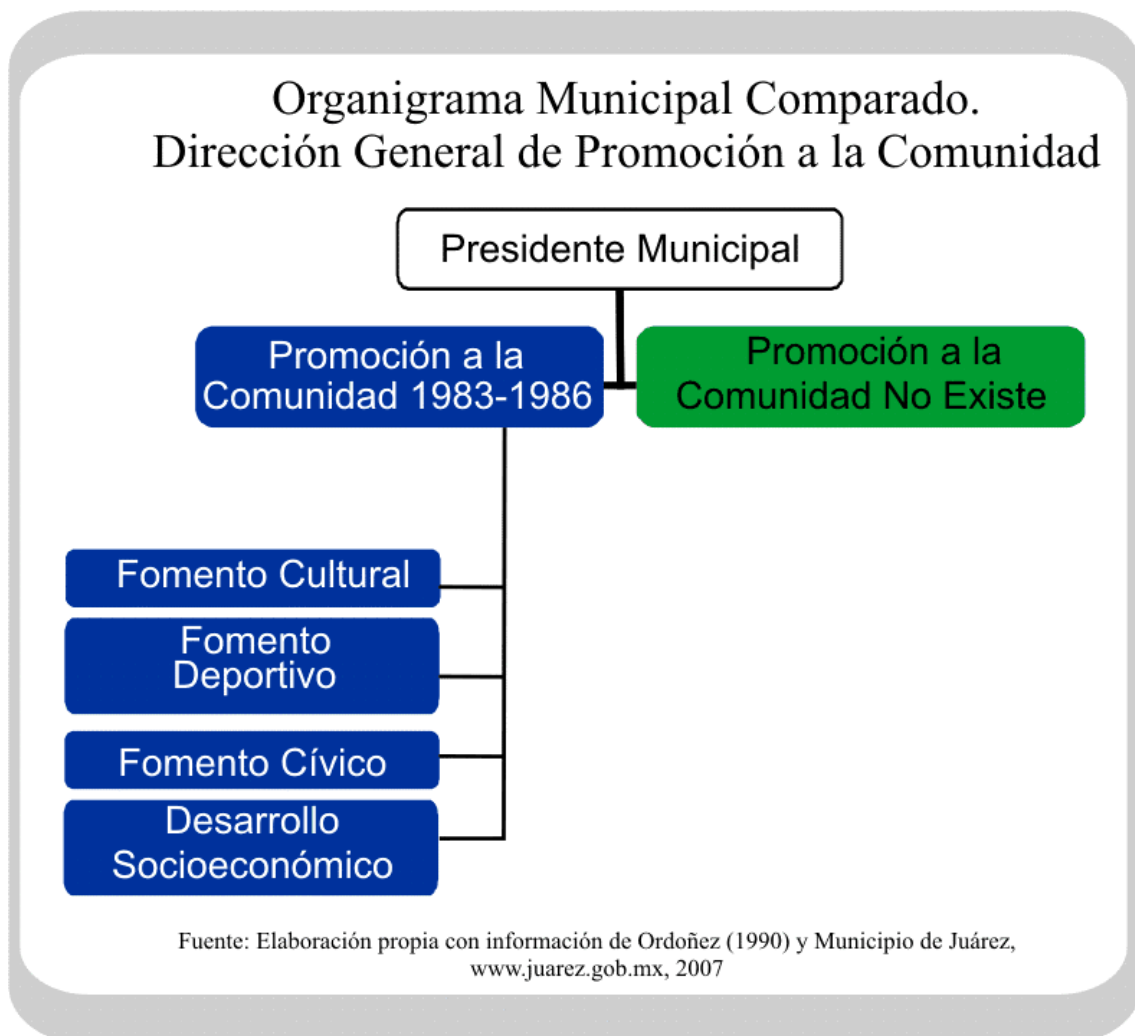 Organigrama Municipal Comparado.
Dirección General de Promoción a la Comunidad
Presidente Municipal
Promoción a la
Comunidad 1983-1986
Promoción a la
Comunidad No Existe
Fomento Cultural
Fomento
Deportivo
Fomento Cívico
Desarrollo
Socioeconómico
Fuente: Elaboración propia con información de Ordoñez (1990) y Municipio de Juárez,
www.juarez.gob.mx, 2007